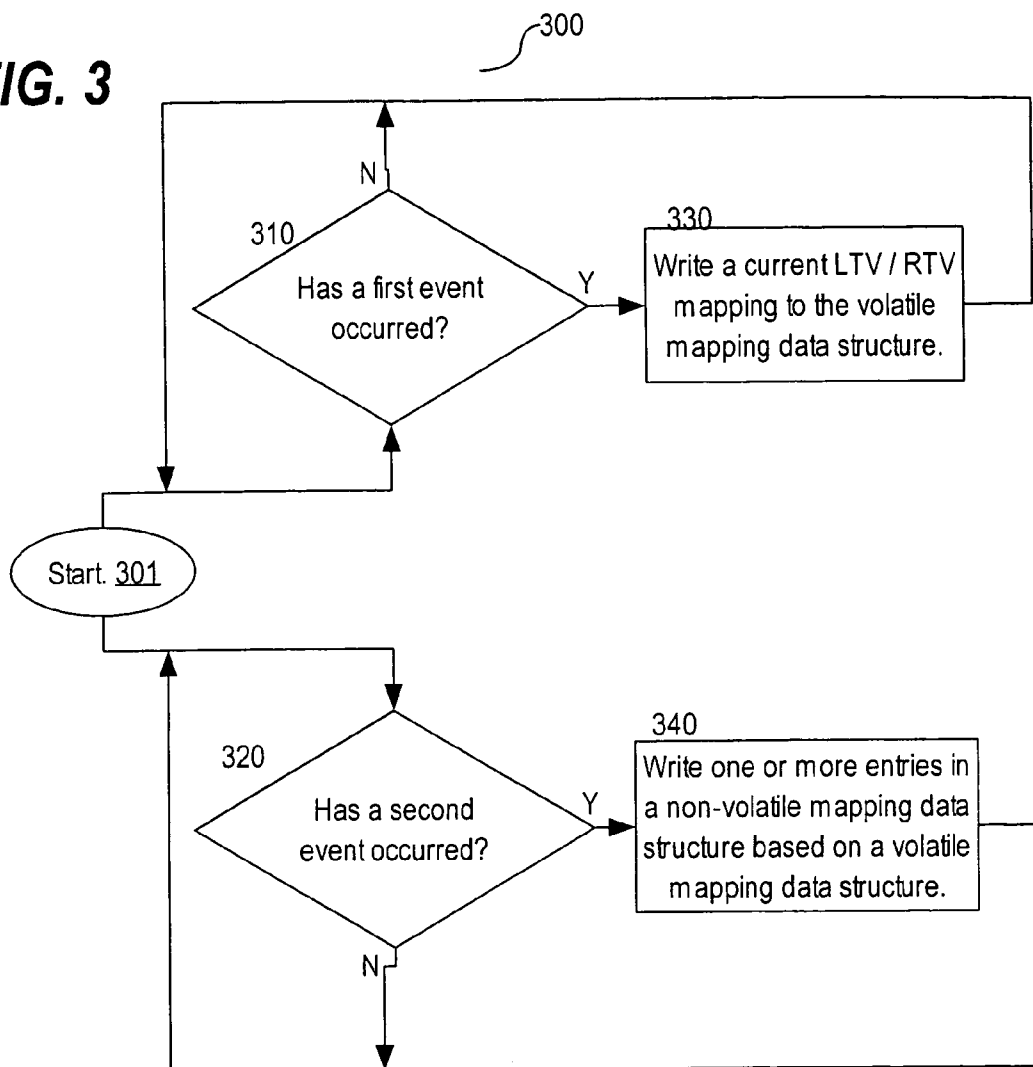 300
FIG. 3
N
310
Has a first event
occurred?
Y
330
Write a current LTV / RTV
mapping to the volatile
mapping data structure.
Start. 301
320
Has a second
event occurred?
Y
340
Write one or more entries in
a non-volatile mapping data
structure based on a volatile
mapping data structure.
N